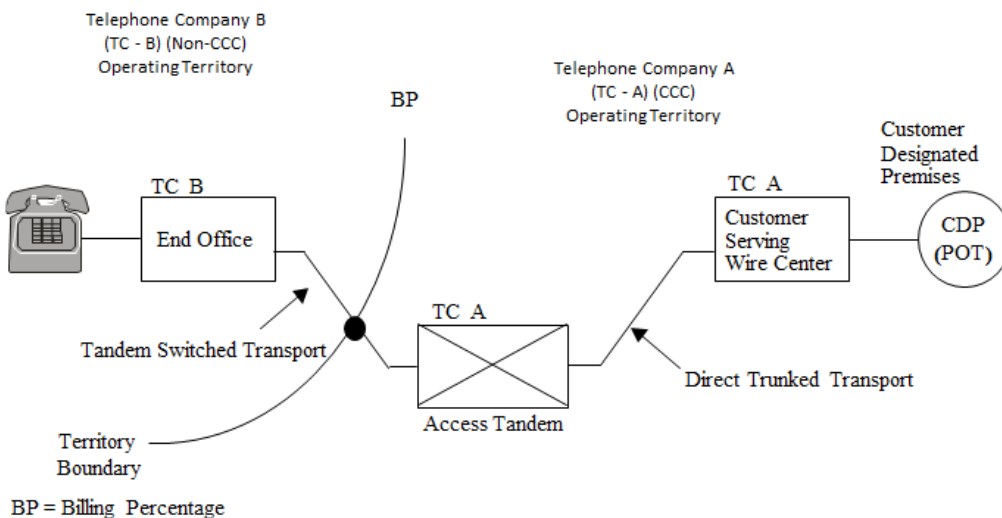 Telephone Company B
(TC - B) (Non-CCC)
Operating Territory
Telephone Company A
(TC - A) (CCC)
Operating Territory
BP
Customer
Designated
Premises
TC B
End Office
TC A
Customer
Serving
Wire Center
CDP
(POT)
TC A
Tandem Switched Transport
Direct Trunked Transport
Access Tandem
Territory
Boundary
BP = Billing Percentage